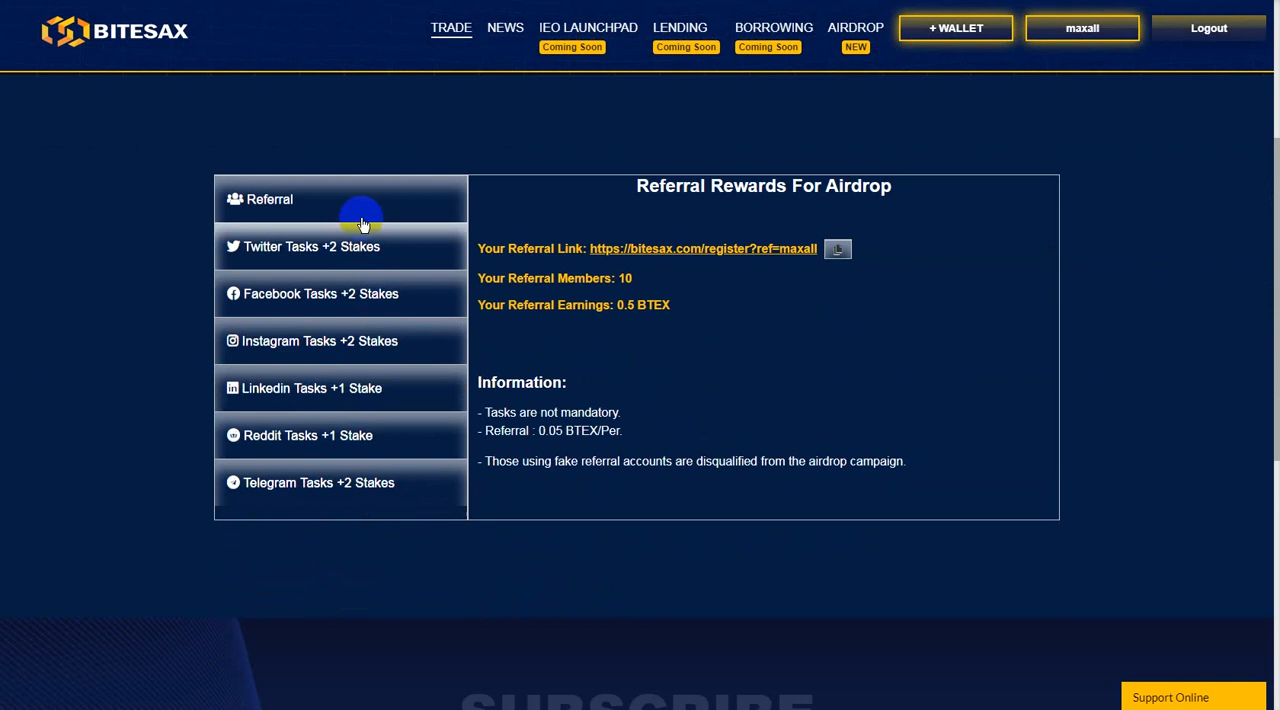 BITESAX
TRADE NEWS IEO LAUNCHPAD LENDING BORROWING AIRDROP + WALLET maxall Logout
Coming Soon Coming Soon Coming Soon NEW
Referral
Twitter Tasks +2 Stakes
Facebook Tasks +2 Stakes
Instagram Tasks +2 Stakes
Linkedin Tasks +1 Stake
Reddit Tasks +1 Stake
Telegram Tasks +2 Stakes
Referral Rewards For Airdrop
Your Referral Link: https://bitesax.com/register?ref=maxall
Your Referral Members: 10
Your Referral Earnings: 0.5 BTEX
Information:
- Tasks are not mandatory.
- Referral : 0.05 BTEX/Per.
- Those using fake referral accounts are disqualified from the airdrop campaign.
SUBSCRIBE
Support Online